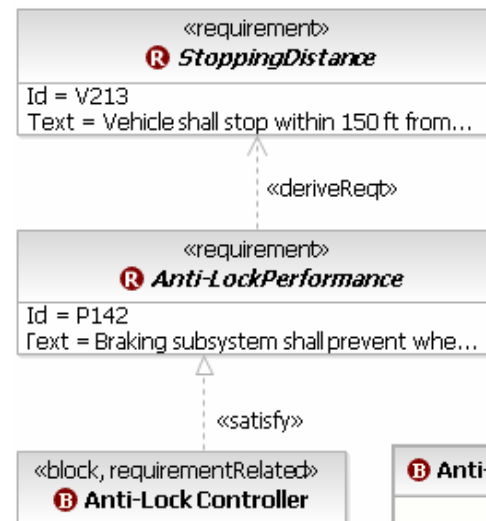 «requirement»
R StoppingDistance
Id = V213
Text = Vehicle shall stop within 150 ft from...
«deriveReqt»
«requirement»
R Anti-LockPerformance
Id = P142
Text = Braking subsystem shall prevent whe...
«satisfy»
«block, requirementRelated»
B Anti-Lock Controller
B Anti-